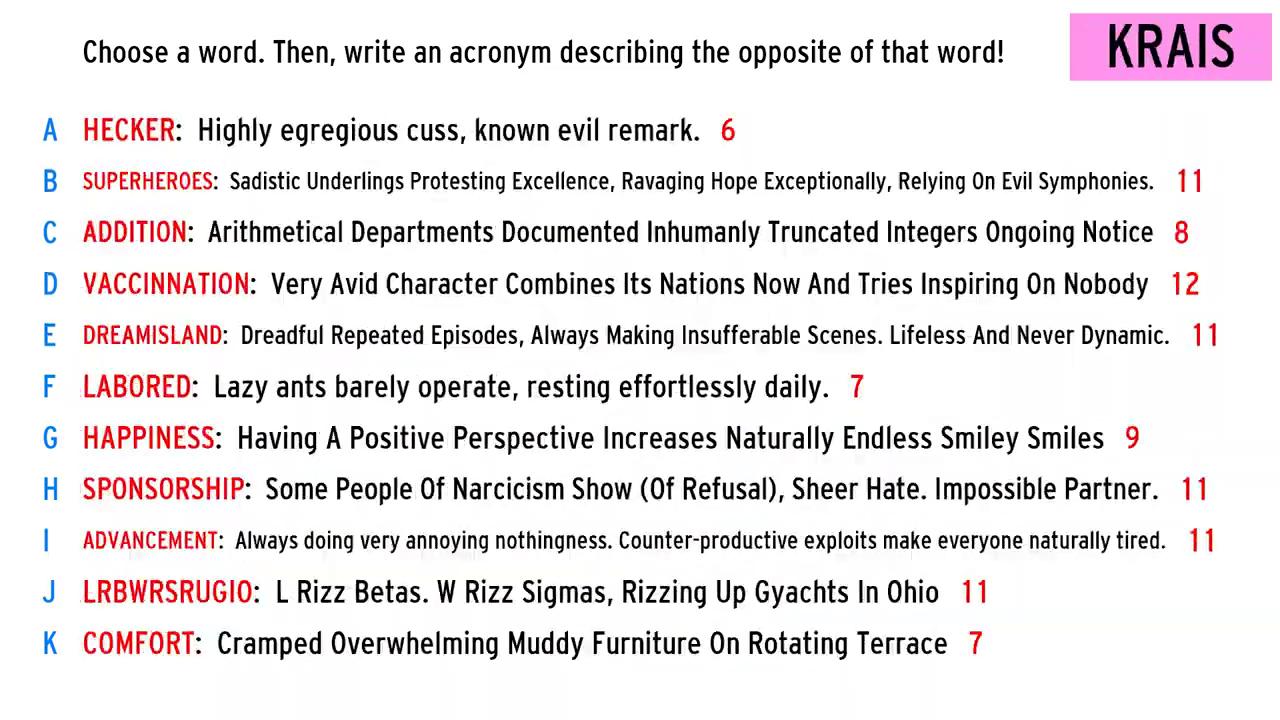 Choose a word. Then, write an acronym describing the opposite of that word!
KRAIS
A HECKER: Highly egregious cuss, known evil remark. 6
B SUPERHEROES: Sadistic Underlings Protesting Excellence, Ravaging Hope Exceptionally, Relying On Evil Symphonies. 11
C ADDITION: Arithmetical Departments Documented Inhumanly Truncated Integers Ongoing Notice 8
D VACCINNATION: Very Avid Character Combines Its Nations Now And Tries Inspiring On Nobody 12
E DREAMISLAND: Dreadful Repeated Episodes, Always Making Insufferable Scenes. Lifeless And Never Dynamic. 11
F LABORED: Lazy ants barely operate, resting effortlessly daily. 7
G HAPPINESS: Having A Positive Perspective Increases Naturally Endless Smiley Smiles 9
H SPONSORSHIP: Some People Of Narcicism Show (Of Refusal), Sheer Hate. Impossible Partner. 11
I ADVANCEMENT: Always doing very annoying nothingness. Counter-productive exploits make everyone naturally tired. 11
J LRBWRSRUGIO: L Rizz Betas. W Rizz Sigmas, Rizzing Up Gyachts In Ohio 11
K COMFORT: Cramped Overwhelming Muddy Furniture On Rotating Terrace 7